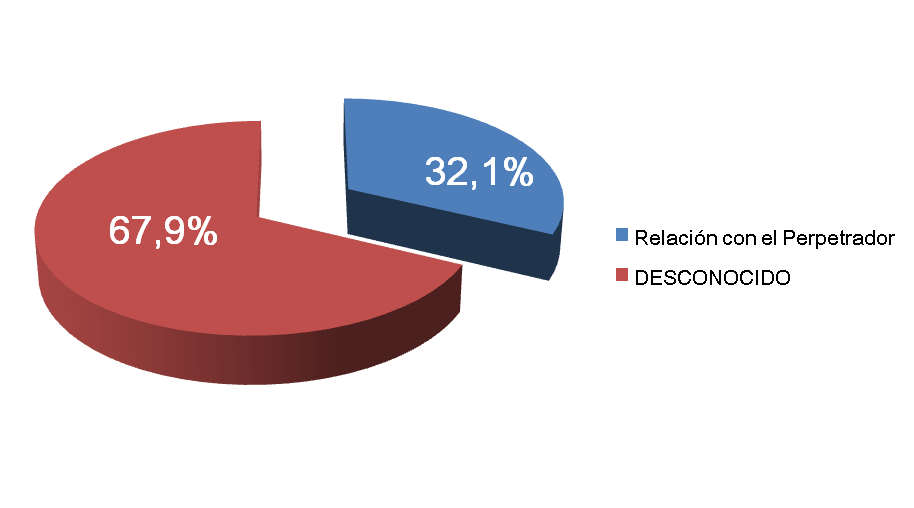 32,1%
67,9%
Relación con el Perpetrador
DESCONOCIDO